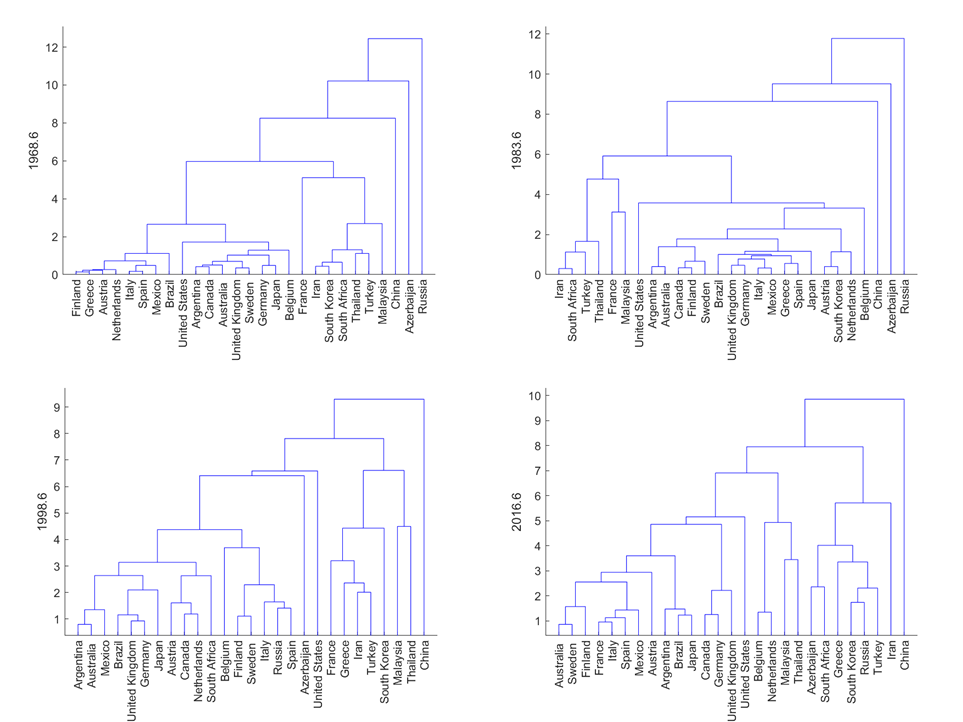 12
10
8
6
4
2
0
1968.6
Finland
Greece
Austria
Netherlands
Italy
Spain
Mexico
Brazil
United States
Argentina
Canada
Australia
United Kingdom
Sweden
Germany
Japan
Belgium
France
Iran
South Korea
South Africa
Thailand
Turkey
Malaysia
China
Azerbaijan
Russia
12
10
8
6
4
2
0
1983.6
Iran
South Africa
Turkey
Thailand
France
Malaysia
United States
Argentina
Australia
Canada
Finland
Sweden
Brazil
United Kingdom
Germany
Italy
Mexico
Greece
Spain
Japan
Austria
South Korea
Netherlands
Belgium
China
Azerbaijan
Russia
9
8
7
6
5
4
3
2
1
1998.6
Argentina
Australia
Mexico
Brazil
United Kingdom
Germany
Japan
Austria
Canada
Netherlands
South Africa
Belgium
Finland
Sweden
Italy
Russia
Spain
Azerbaijan
United States
France
Greece
Iran
Turkey
South Korea
Malaysia
Thailand
China
10
9
8
7
6
5
4
3
2
1
2016.6
Australia
Sweden
Finland
France
Italy
Spain
Mexico
Austria
Argentina
Brazil
Japan
Canada
Germany
United Kingdom
United States
Belgium
Netherlands
Malaysia
Thailand
Azerbaijan
South Africa
Greece
South Korea
Russia
Turkey
Iran
China